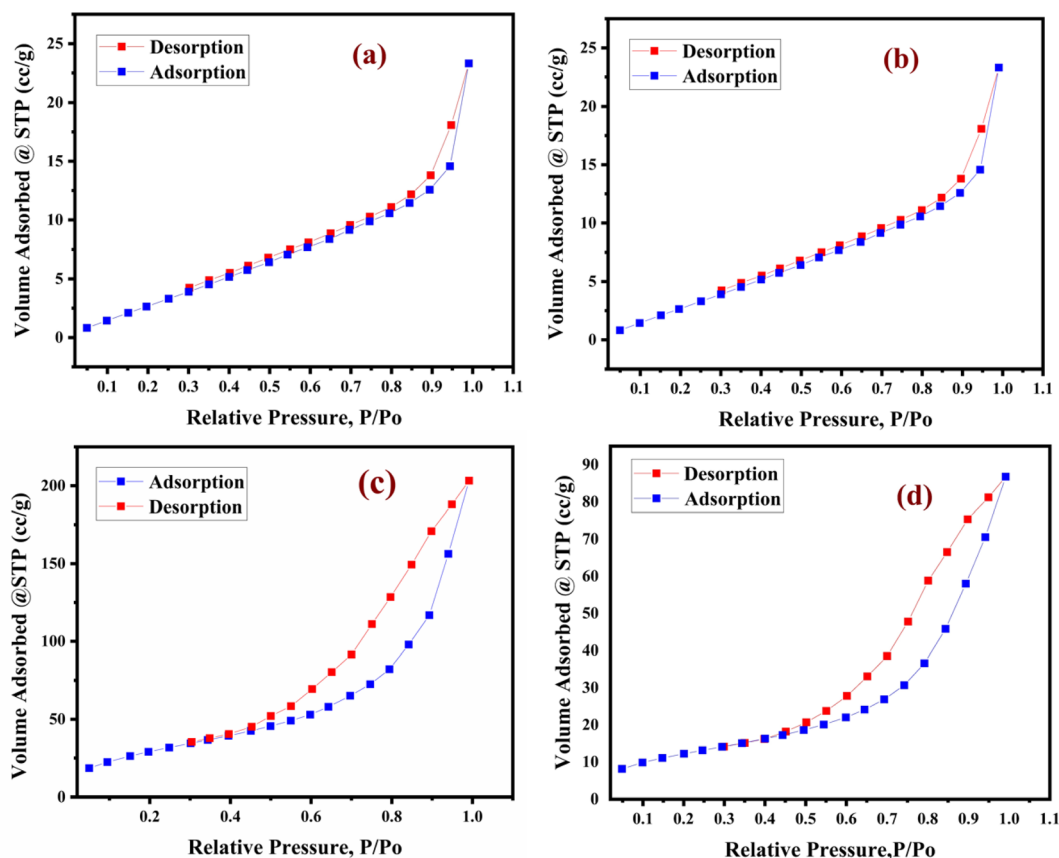 (a)
Desorption
Adsorption
Volume Adsorbed @ STP (cc/g)
25
20
15
10
5
0
0.1 0.2 0.3 0.4 0.5 0.6 0.7 0.8 0.9 1.0 1.1
Relative Pressure, P/Po
(b)
Desorption
Adsorption
Volume Adsorbed @ STP (cc/g)
25
20
15
10
5
0
0.1 0.2 0.3 0.4 0.5 0.6 0.7 0.8 0.9 1.0 1.1
Relative Pressure, P/Po
(c)
Adsorption
Desorption
Volume Adsorbed @STP (cc/g)
200
150
100
50
0
0.2 0.4 0.6 0.8 1.0
Relative Pressure, P/Po
(d)
Desorption
Adsorption
Volume Adsorbed @ STP (cc/g)
90
80
70
60
50
40
30
20
10
0
0.1 0.2 0.3 0.4 0.5 0.6 0.7 0.8 0.9 1.0 1.1
Relative Pressure,P/Po